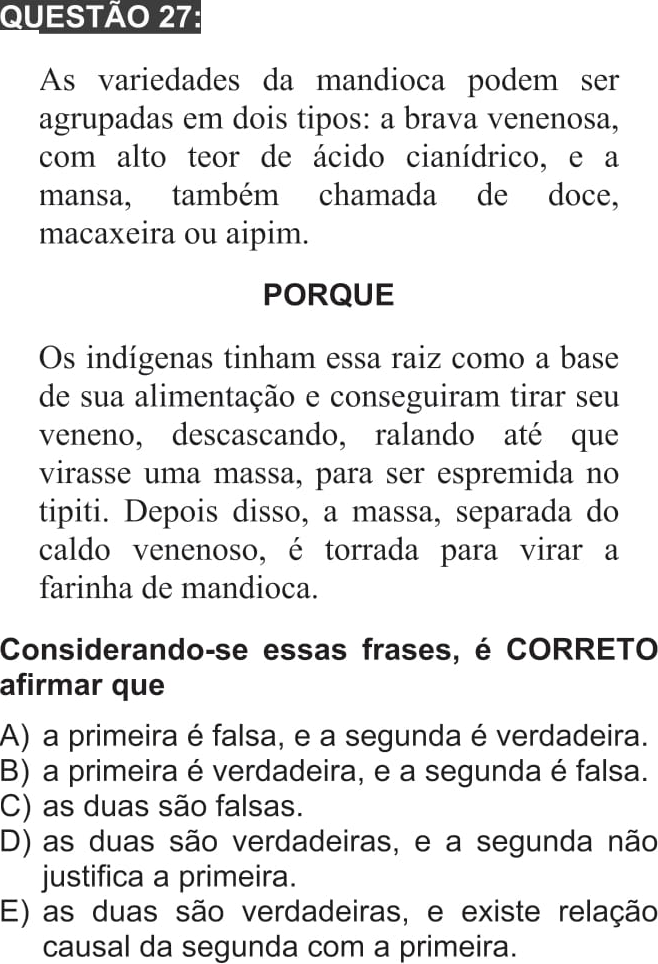 QUESTÃO 27:
As variedades da mandioca podem ser
agrupadas em dois tipos: a brava venenosa,
com alto teor de ácido cianídrico, e a
mansa, também chamada de doce,
macaxeira ou aipim.
PORQUE
Os indígenas tinham essa raiz como a base
de sua alimentação e conseguiram tirar seu
veneno, descascando, ralando até que
virasse uma massa, para ser espremida no
tipiti. Depois disso, a massa, separada do
caldo venenoso, é torrada para virar a
farinha de mandioca.
Considerando-se essas frases, é CORRETO
afirmar que
A) a primeira é falsa, e a segunda é verdadeira.
B) a primeira é verdadeira, e a segunda é falsa.
C) as duas são falsas.
D) as duas são verdadeiras, e a segunda não
justifica a primeira.
E) as duas são verdadeiras, e existe relação
causal da segunda com a primeira.